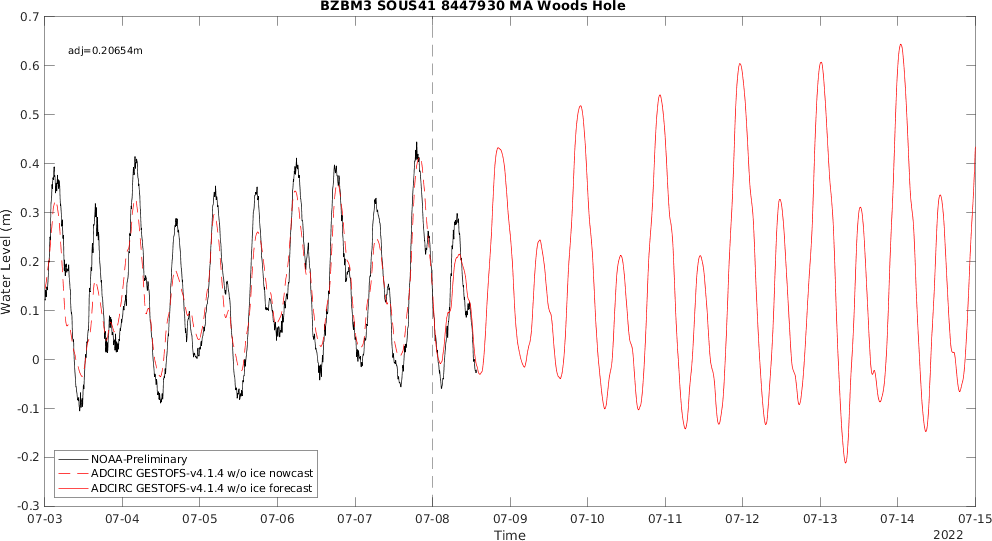 BZBM3 SOUS41 8447930 MA Woods Hole
0.7
adj=0.20654m
0.6
0.5
0.4
0.3
0.2
0.1
0
-0.1
-0.2
-0.3
Water Level (m)
NOAA-Preliminary
ADCIRC GESTOFS-v4.1.4 w/o ice nowcast
ADCIRC GESTOFS-v4.1.4 w/o ice forecast
07-03 07-04 07-05 07-06 07-07 07-08 07-09 07-10 07-11 07-12 07-13 07-14 07-15
Time
2022